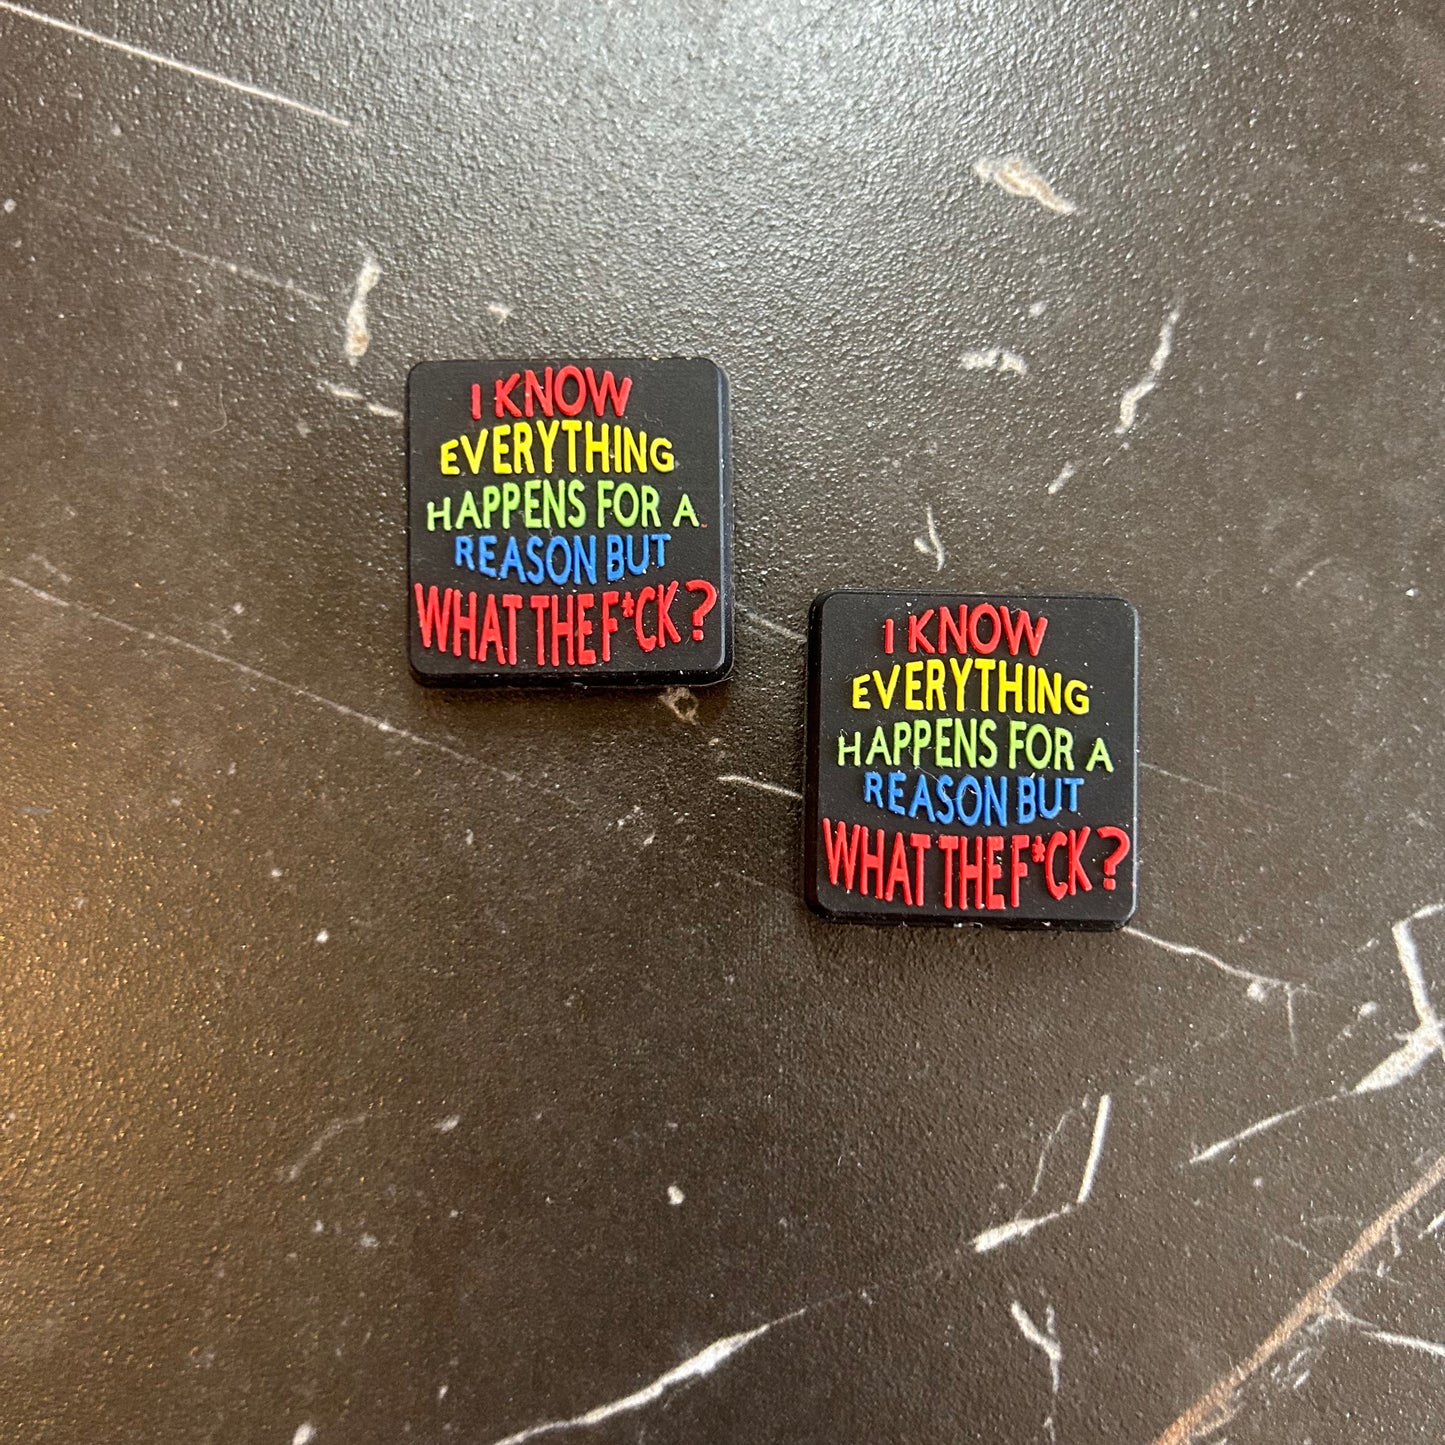 I KNOW
EVERYTHING
HAPPENS FOR A
REASON BUT
WHAT THE F*CK?
I KNOW
EVERYTHING
HAPPENS FOR A
REASON BUT
WHAT THE F*CK?